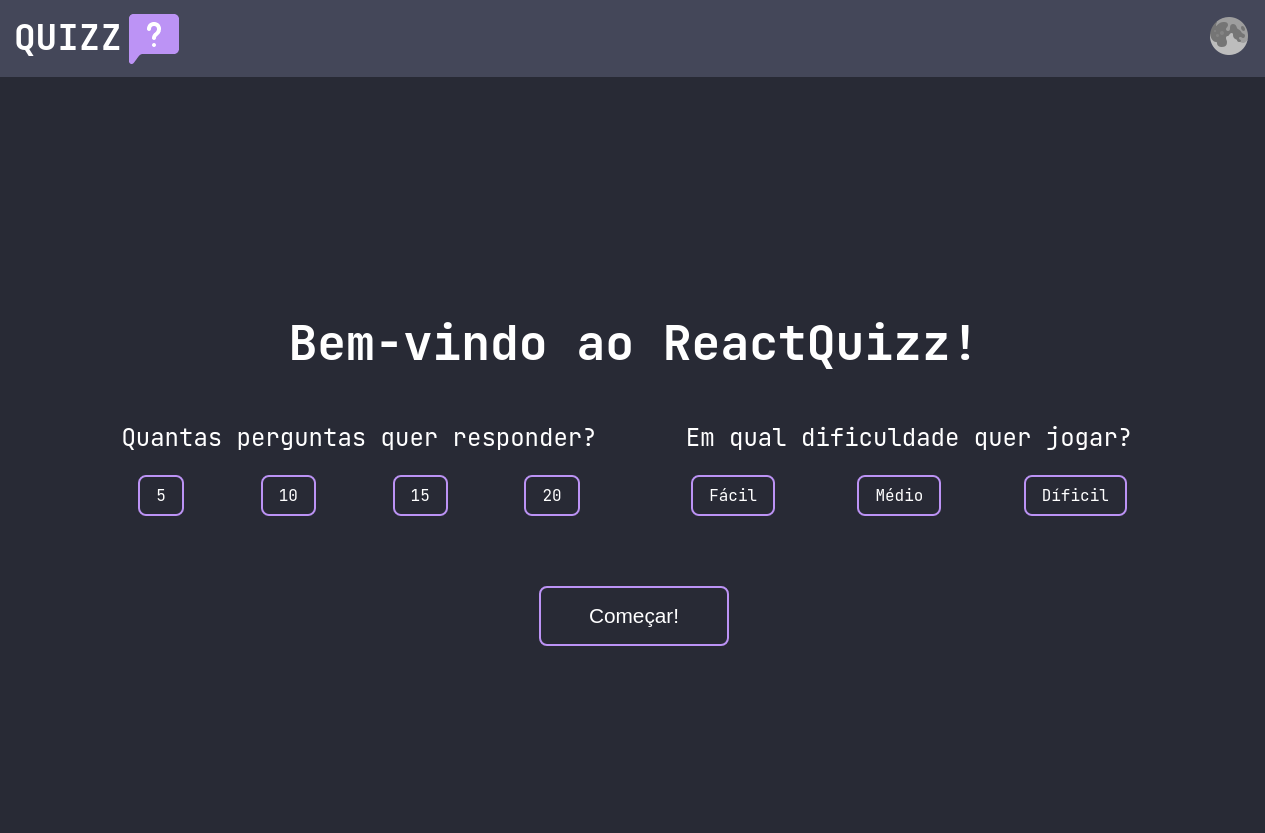 QUIZZ ?
Bem-vindo ao ReactQuizz!
Quantas perguntas quer responder?
5 10 15 20
Em qual dificuldade quer jogar?
Fácil Médio Díficil
Começar!